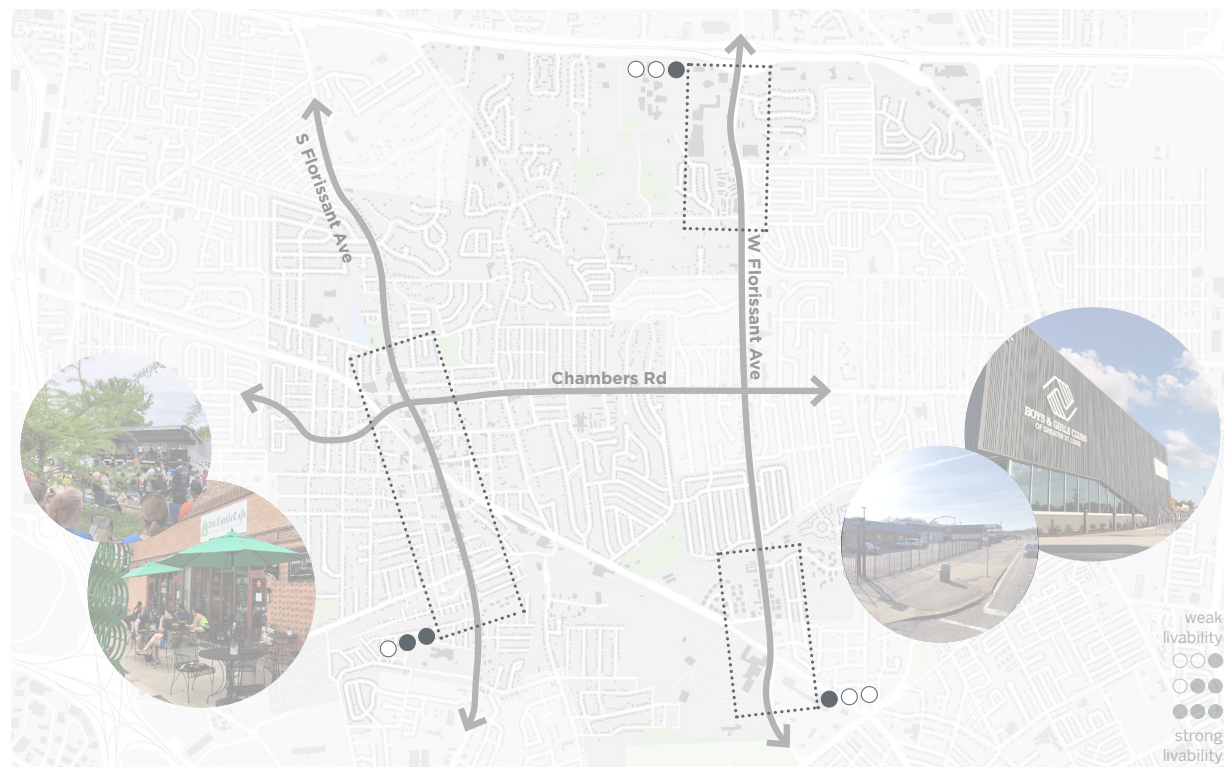 S Florissant Ave
W Florissant Ave
Chambers Rd
BOYS & GIRLS CLUBS
OF GREATER ST. LOUIS
weak
livability
strong
livability